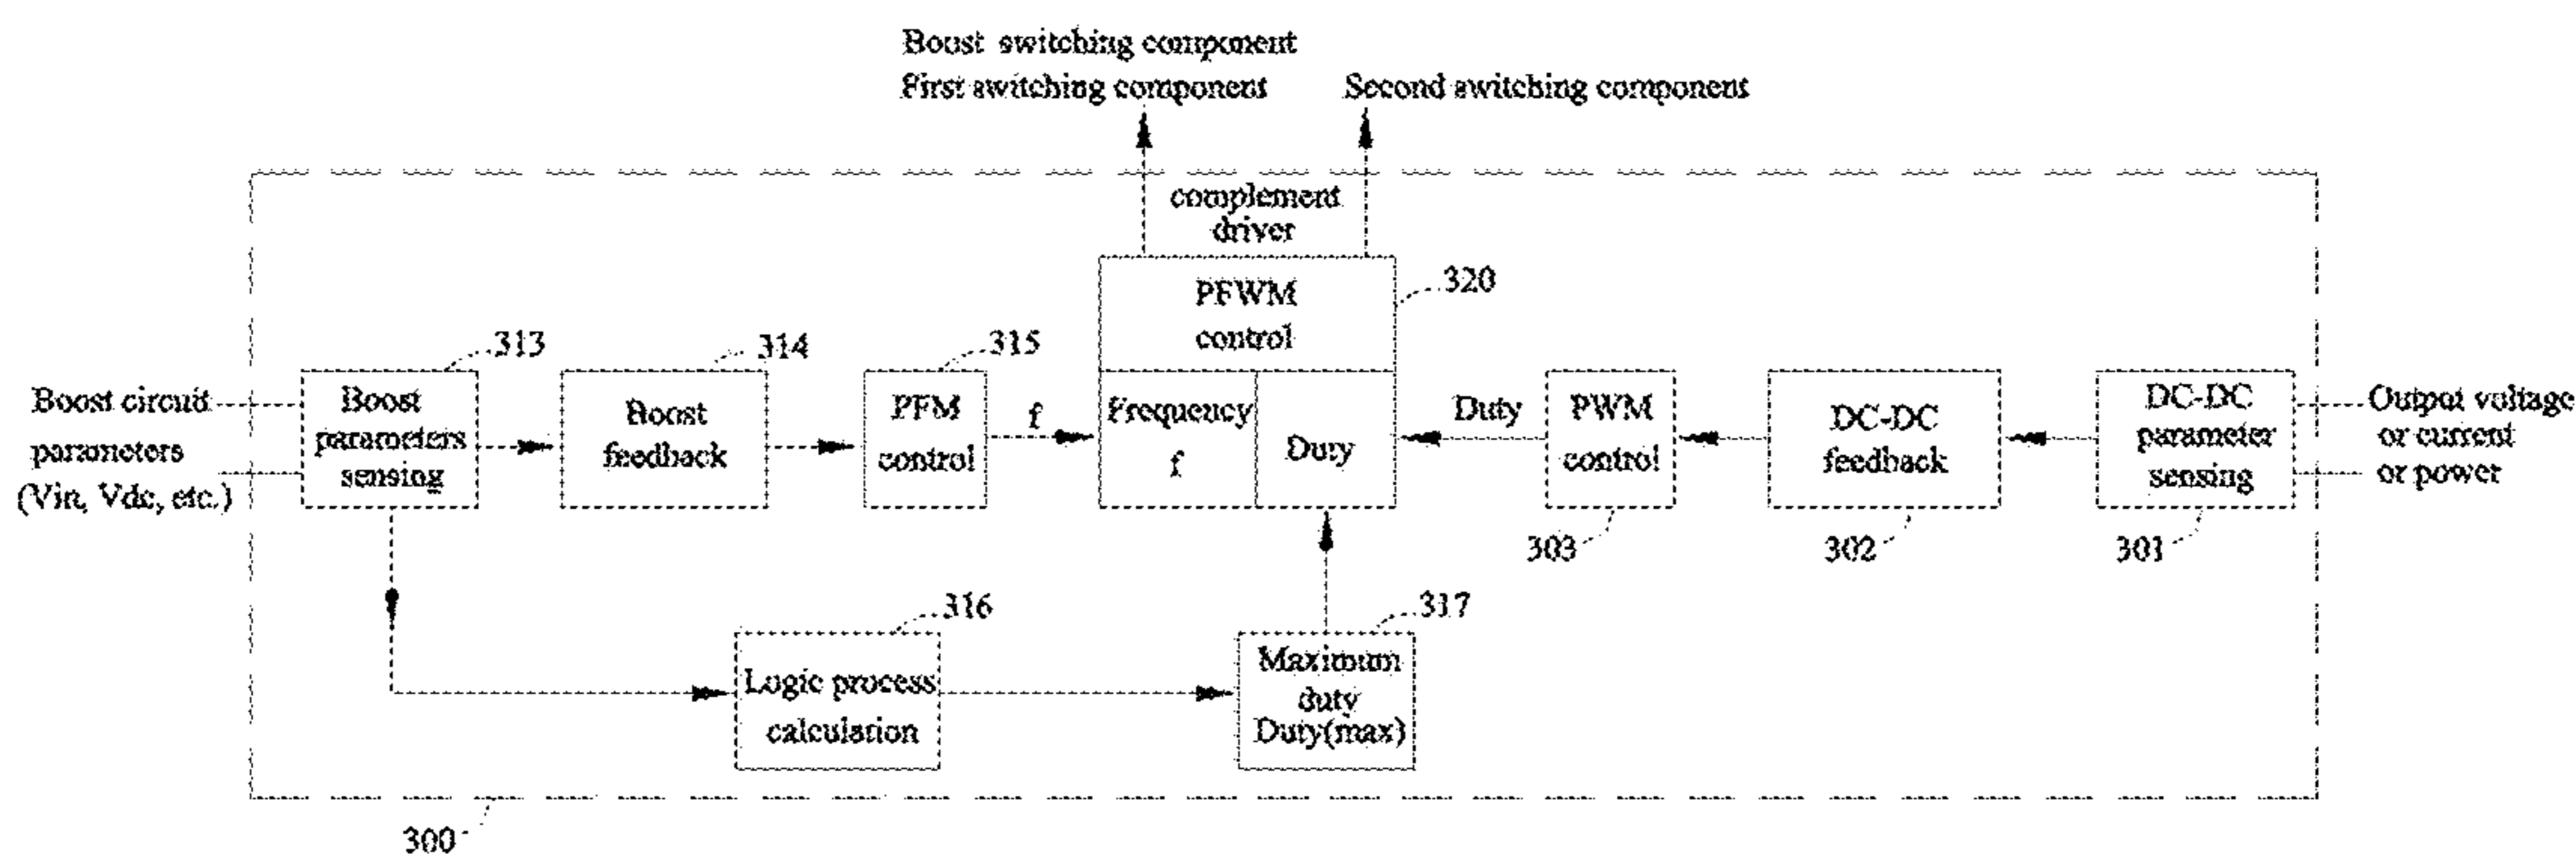 Boost switching component
First switching component
Second switching component
complement
driver
PFWM
control
320
313
314
315
Boost circuit
parameters
(Vin, Vdc, etc.)
Boost
parameters
sensing
Boost
feedback
PFM
control
f
Frequency
f
Duty
Duty
PWM
control
DC-DC
feedback
DC-DC
parameter
sensing
Output voltage
or current
or power
303
302
301
316
317
Logic process
calculation
Maximum
duty
Duty(max)
300